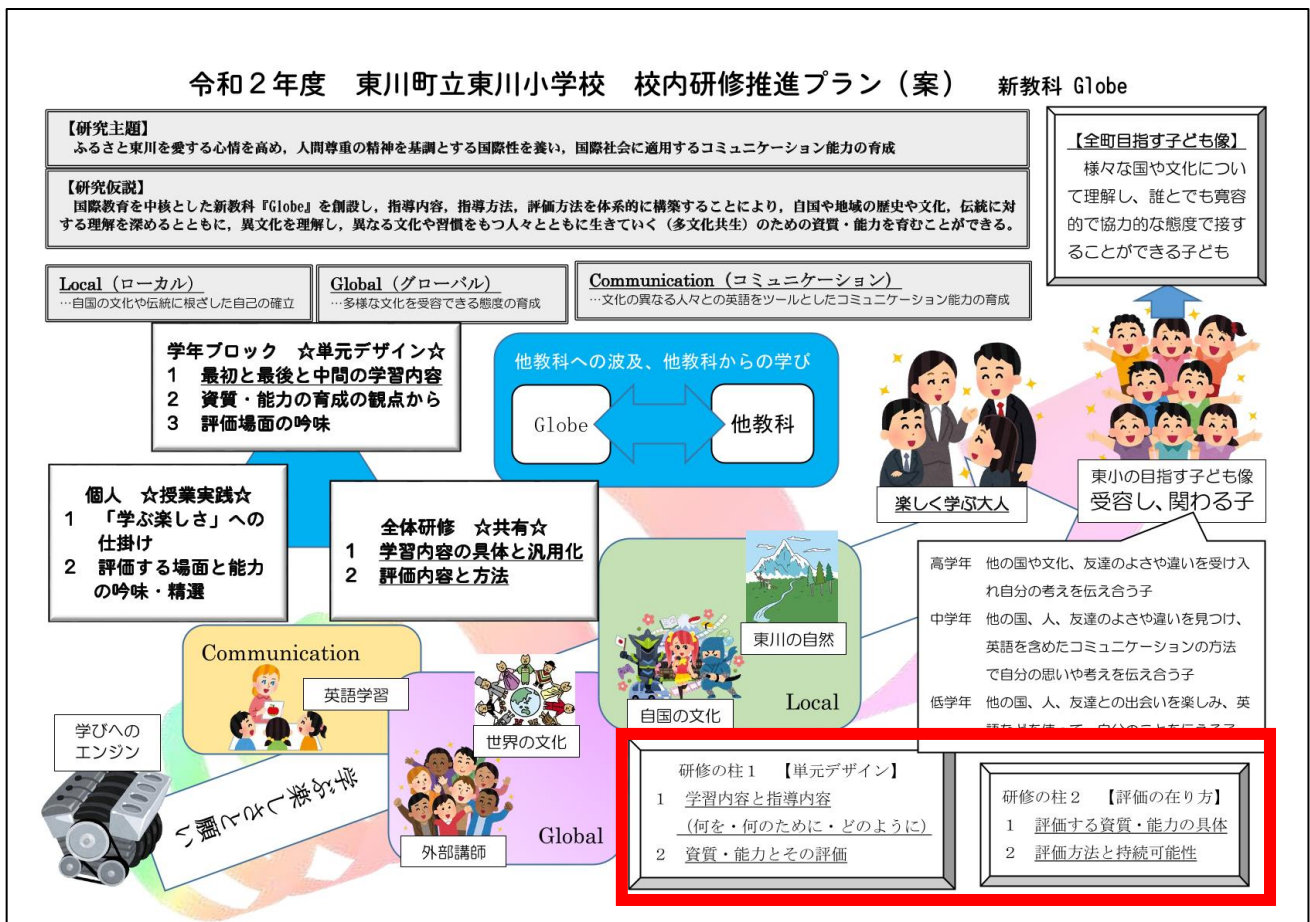 令和２年度　東川町立東川小学校　校内研修推進プラン（案）　新教科 Globe
【研究主題】
ふるさと東川を愛する心情を高め，人間尊重の精神を基調とする国際性を養い，国際社会に適用するコミュニケーション能力の育成
【研究仮説】
国際教育を中核とした新教科『Globe』を創設し，指導内容，指導方法，評価方法を体系的に構築することにより，自国や地域の歴史や文化，伝統に対
する理解を深めるとともに，異文化を理解し，異なる文化や習慣をもつ人々とともに生きていく（多文化共生）のための資質・能力を育むことができる。
【全町目指す子ども像】
様々な国や文化につい
て理解し、誰とでも寛容
的で協力的な態度で接す
ることができる子ども
Local（ローカル）
…自国の文化や伝統に根ざした自己の確立
Global（グローバル）
…多様な文化を受容できる態度の育成
Communication（コミュニケーション）
…文化の異なる人々との英語をツールとしたコミュニケーション能力の育成
学年ブロック　☆単元デザイン☆
１　最初と最後と中間の学習内容
２　資質・能力の育成の観点から
３　評価場面の吟味
他教科への波及、他教科からの学び
Globe
他教科
個人　☆授業実践☆
１　「学ぶ楽しさ」への
仕掛け
２　評価する場面と能力
の吟味・精選
全体研修　☆共有☆
１　学習内容の具体と汎用化
２　評価内容と方法
楽しく学ぶ大人
東小の目指す子ども像
受容し、関わる子
高学年　他の国や文化、友達のよさや違いを受け入
れ自分の考えを伝え合う子
中学年　他の国、人、友達のよさや違いを見つけ、
英語を含めたコミュニケーションの方法
で自分の思いや考えを伝え合う子
低学年　他の国、人、友達との出会いを楽しみ、英
東川の自然
自国の文化
Local
Communication
英語学習
世界の文化
外部講師
Global
学びへの
エンジン
学ぶ楽しさと願い
研修の柱１　【単元デザイン】
１　学習内容と指導内容
（何を・何のために・どのように）
２　資質・能力とその評価
研修の柱２　【評価の在り方】
１　評価する資質・能力の具体
２　評価方法と持続可能性